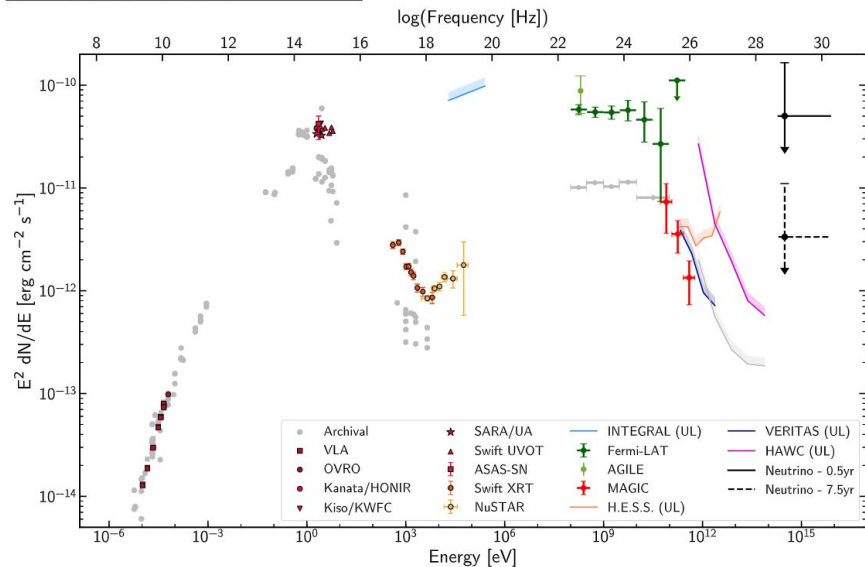 log(Frequency [Hz])
8 10 12 14 16 18 20 22 24 26 28 30
E² dN/dE [erg cm⁻² s⁻¹]
10⁻¹⁰
10⁻¹¹
10⁻¹²
10⁻¹³
10⁻¹⁴
Archival
VLA
OVRO
Kanata/HONIR
Kiso/KWFC
SARA/UA
Swift UVOT
ASAS-SN
Swift XRT
NuSTAR
INTEGRAL (UL)
Fermi-LAT
AGILE
MAGIC
H.E.S.S. (UL)
VERITAS (UL)
HAWC (UL)
Neutrino - 0.5yr
Neutrino - 7.5yr
10⁻⁶ 10⁻³ 10⁰ 10³ 10⁶ 10⁹ 10¹² 10¹⁵
Energy [eV]